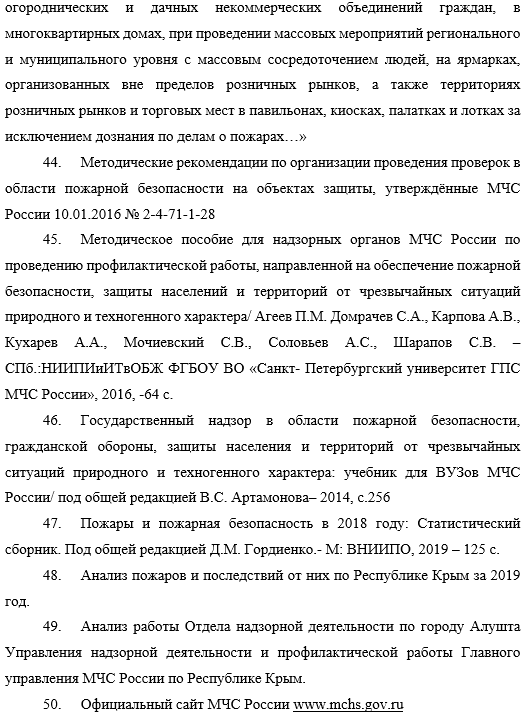 огороднических и дачных некоммерческих объединений граждан, в
многоквартирных домах, при проведении массовых мероприятий регионального
и муниципального уровня с массовым сосредоточением людей, на ярмарках,
организованных вне пределов розничных рынков, а также территориях
розничных рынков и торговых мест в павильонах, киосках, палатках и лотках за
исключением дознания по делам о пожарах…»
44. Методические рекомендации по организации проведения проверок в
области пожарной безопасности на объектах защиты, утверждённые МЧС
России 10.01.2016 № 2-4-71-1-28
45. Методическое пособие для надзорных органов МЧС России по
проведению профилактической работы, направленной на обеспечение пожарной
безопасности, защиты населений и территорий от чрезвычайных ситуаций
природного и техногенного характера/ Агеев П.М. Домрачев С.А., Карпова А.В.,
Кухарев А.А., Мочиевский С.В., Соловьев А.С., Шарапов С.В. –
СПб.:НИИПИиИТвОБЖ ФГБОУ ВО «Санкт- Петербургский университет ГПС
МЧС России», 2016, -64 с.
46. Государственный надзор в области пожарной безопасности,
гражданской обороны, защиты населения и территорий от чрезвычайных
ситуаций природного и техногенного характера: учебник для ВУЗов МЧС
России/ под общей редакцией В.С. Артамонова– 2014, с.256
47. Пожары и пожарная безопасность в 2018 году: Статистический
сборник. Под общей редакцией Д.М. Гордиенко.- М: ВНИИПО, 2019 – 125 с.
48. Анализ пожаров и последствий от них по Республике Крым за 2019
год.
49. Анализ работы Отдела надзорной деятельности по городу Алушта
Управления надзорной деятельности и профилактической работы Главного
управления МЧС России по Республике Крым.
50. Официальный сайт МЧС России www.mchs.gov.ru